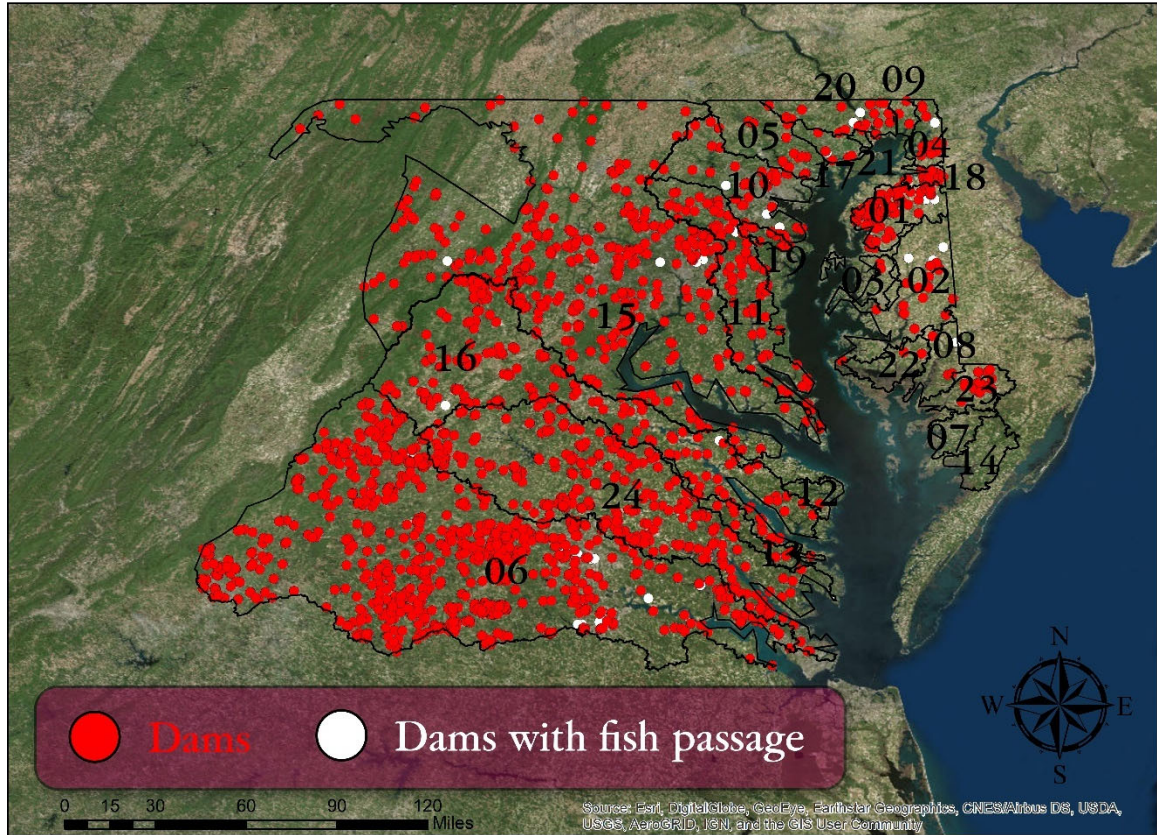 20 09
05
04
21
17
10
18
01
19
03 02
11
15
08
16
22
23
07
14
12
24
13
06
N
W E
S
Dams
Dams with fish passage
0 15 30 60 90 120
Miles
Source: Esri, DigitalGlobe, GeoEye, Earthstar Geographics, CNES/Airbus DS, USDA,
USGS, AeroGRID, IGN, and the GIS User Community